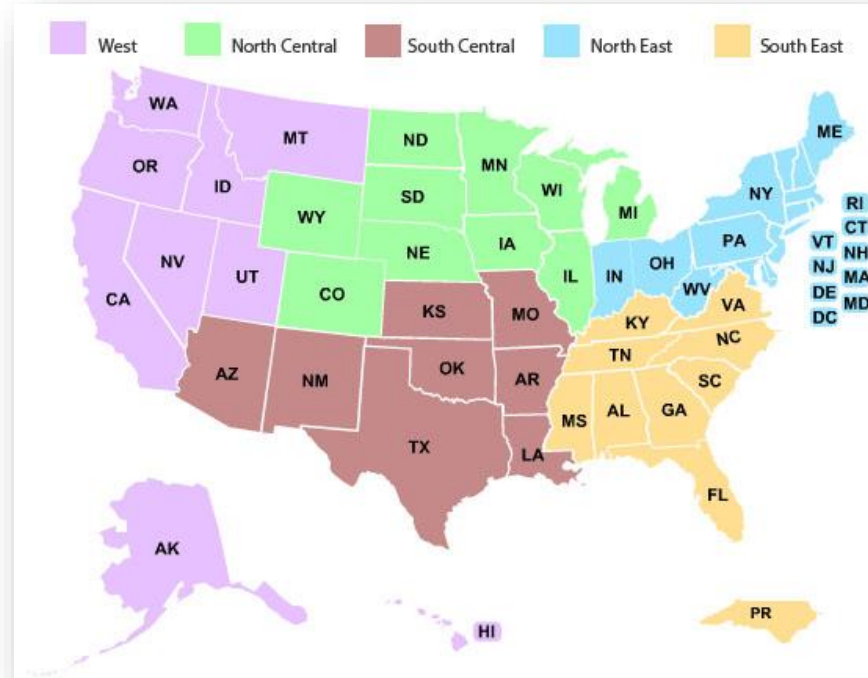 West
North Central
South Central
North East
South East
WA
MT
ND
MN
ME
OR
ID
WY
SD
WI
MI
NY
RI
CT
VT
NH
NJ
MA
DE
MD
DC
NV
UT
CA
CO
NE
IA
IL
IN
OH
PA
WV
VA
KS
MO
KY
NC
TN
AZ
NM
OK
AR
SC
MS
AL
GA
TX
LA
FL
AK
HI
PR